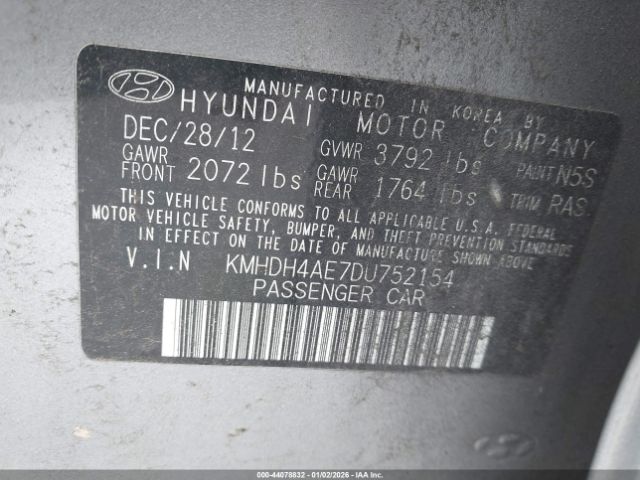 MANUFACTURED IN KOREA BY
HYUNDAI MOTOR COMPANY
DEC/28/12 GVWR 3792 lbs PAINT N5S
GAWR FRONT 2072 lbs GAWR REAR 1764 lbs TRIM RAS
THIS VEHICLE CONFORMS TO ALL APPLICABLE U.S.A. FEDERAL
MOTOR VEHICLE SAFETY, BUMPER, AND THEFT PREVENTION STANDARDS
IN EFFECT ON THE DATE OF MANUFACTURE SHOWN ABOVE.
V.I.N KMHDH4AE7DU752154
PASSENGER CAR
000-44078832 - 01/02/2026 - IAA Inc.